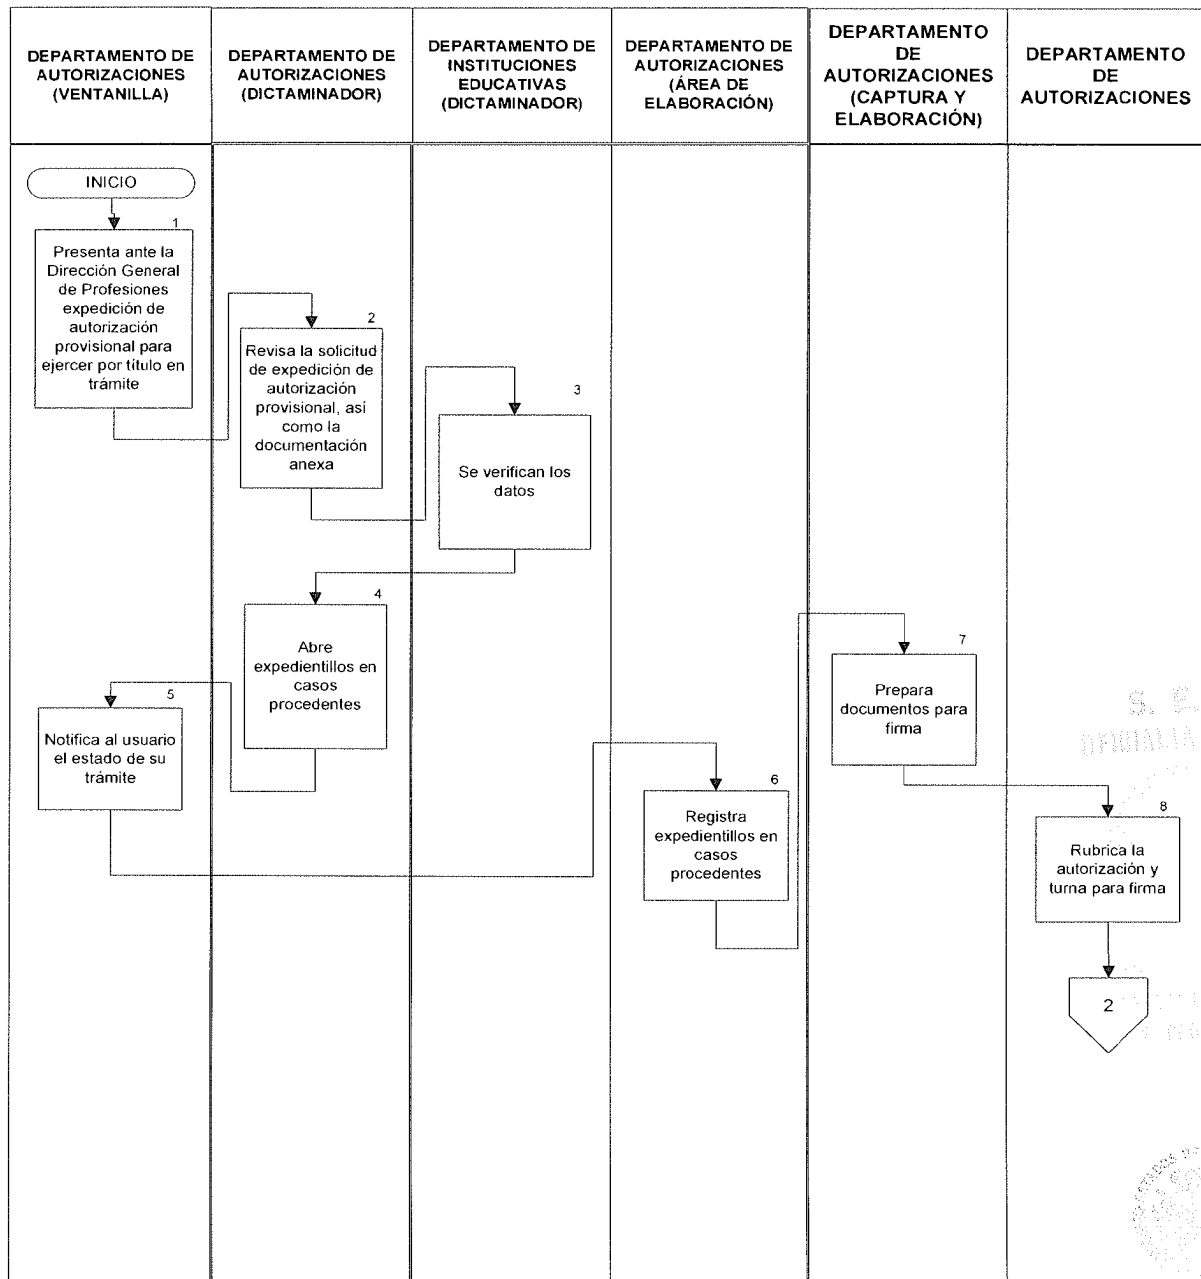 DEPARTAMENTO DE
AUTORIZACIONES
(VENTANILLA)
DEPARTAMENTO DE
AUTORIZACIONES
(DICTAMINADOR)
DEPARTAMENTO DE
INSTITUCIONES
EDUCATIVAS
(DICTAMINADOR)
DEPARTAMENTO DE
AUTORIZACIONES
(ÁREA DE
ELABORACIÓN)
DEPARTAMENTO
DE
AUTORIZACIONES
(CAPTURA Y
ELABORACIÓN)
DEPARTAMENTO
DE
AUTORIZACIONES
INICIO
1
Presenta ante la
Dirección General
de Profesiones
expedición de
autorización
provisional para
ejercer por título en
trámite
2
Revisa la solicitud
de expedición de
autorización
provisional, así
como la
documentación
anexa
3
Se verifican los
datos
4
Abre
expedientillos en
casos
procedentes
5
Notifica al usuario
el estado de su
trámite
6
Registra
expedientillos en
casos
procedentes
7
Prepara
documentos para
firma
8
Rubrica la
autorización y
turna para firma
2
S. E.
OFICIALIA